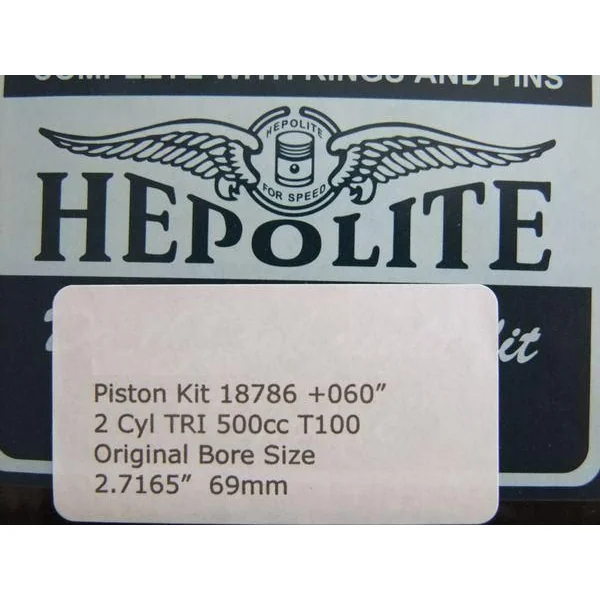 COMPLETE WITH RINGS AND PINS
HEPOLITE
FOR SPEED
HEPOLITE
Piston Kit 18786 +060”
2 Cyl TRI 500cc T100
Original Bore Size
2.7165” 69mm